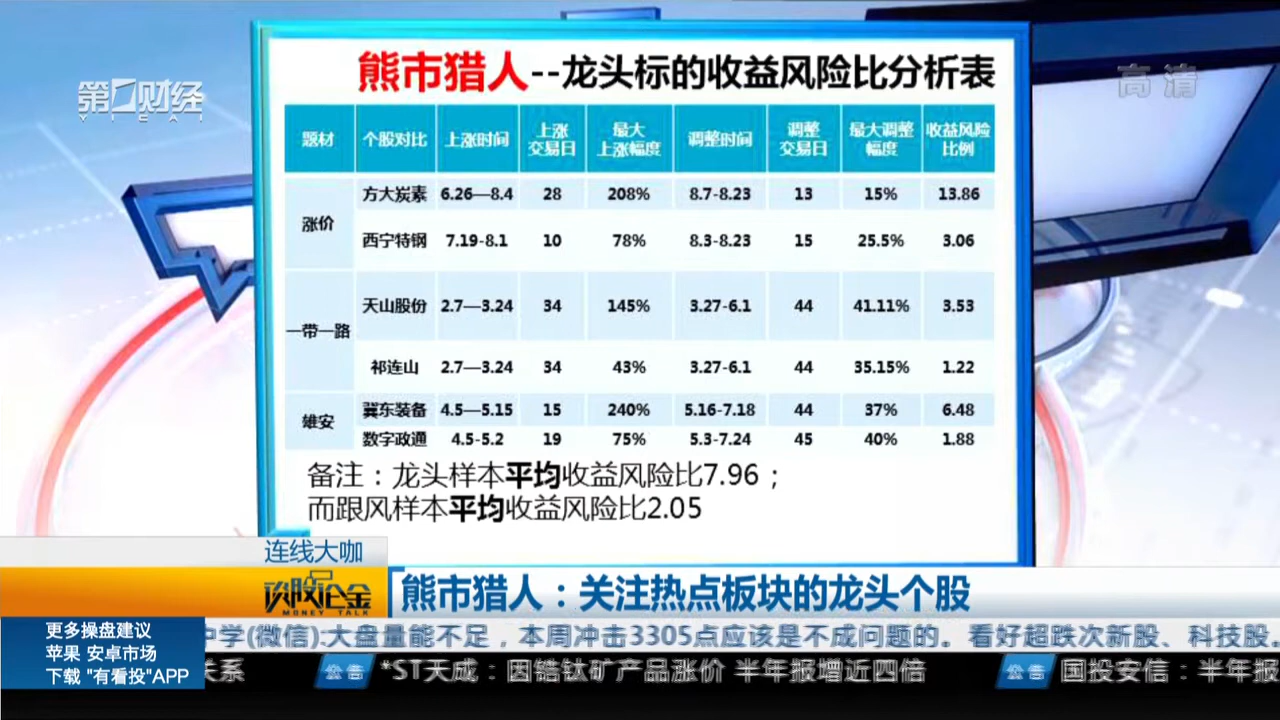 熊市猎人--龙头标的收益风险比分析表
第一财经
YICAI
高清
题材 个股对比 上涨时间 上涨交易日 最大上涨幅度 调整时间 调整交易日 最大调整幅度 收益风险比例
涨价 方大炭素 6.26—8.4 28 208% 8.7-8.23 13 15% 13.86
西宁特钢 7.19-8.1 10 78% 8.3-8.23 15 25.5% 3.06
一带一路 天山股份 2.7—3.24 34 145% 3.27-6.1 44 41.11% 3.53
祁连山 2.7—3.24 34 43% 3.27-6.1 44 35.15% 1.22
雄安 冀东装备 4.5—5.15 15 240% 5.16-7.18 44 37% 6.48
数字政通 4.5-5.2 19 75% 5.3-7.24 45 40% 1.88
备注：龙头样本平均收益风险比7.96；
而跟风样本平均收益风险比2.05
连线大咖
谈股论金
MONEY TALK
熊市猎人：关注热点板块的龙头个股
中学(微信):大盘量能不足，本周冲击3305点应该是不成问题的。看好超跌次新股、科技股。
更多操盘建议
苹果 安卓市场
下载 "有看投"APP
关系 公告 *ST天成：因锆钛矿产品涨价 半年报增近四倍 公告 国投安信：半年报